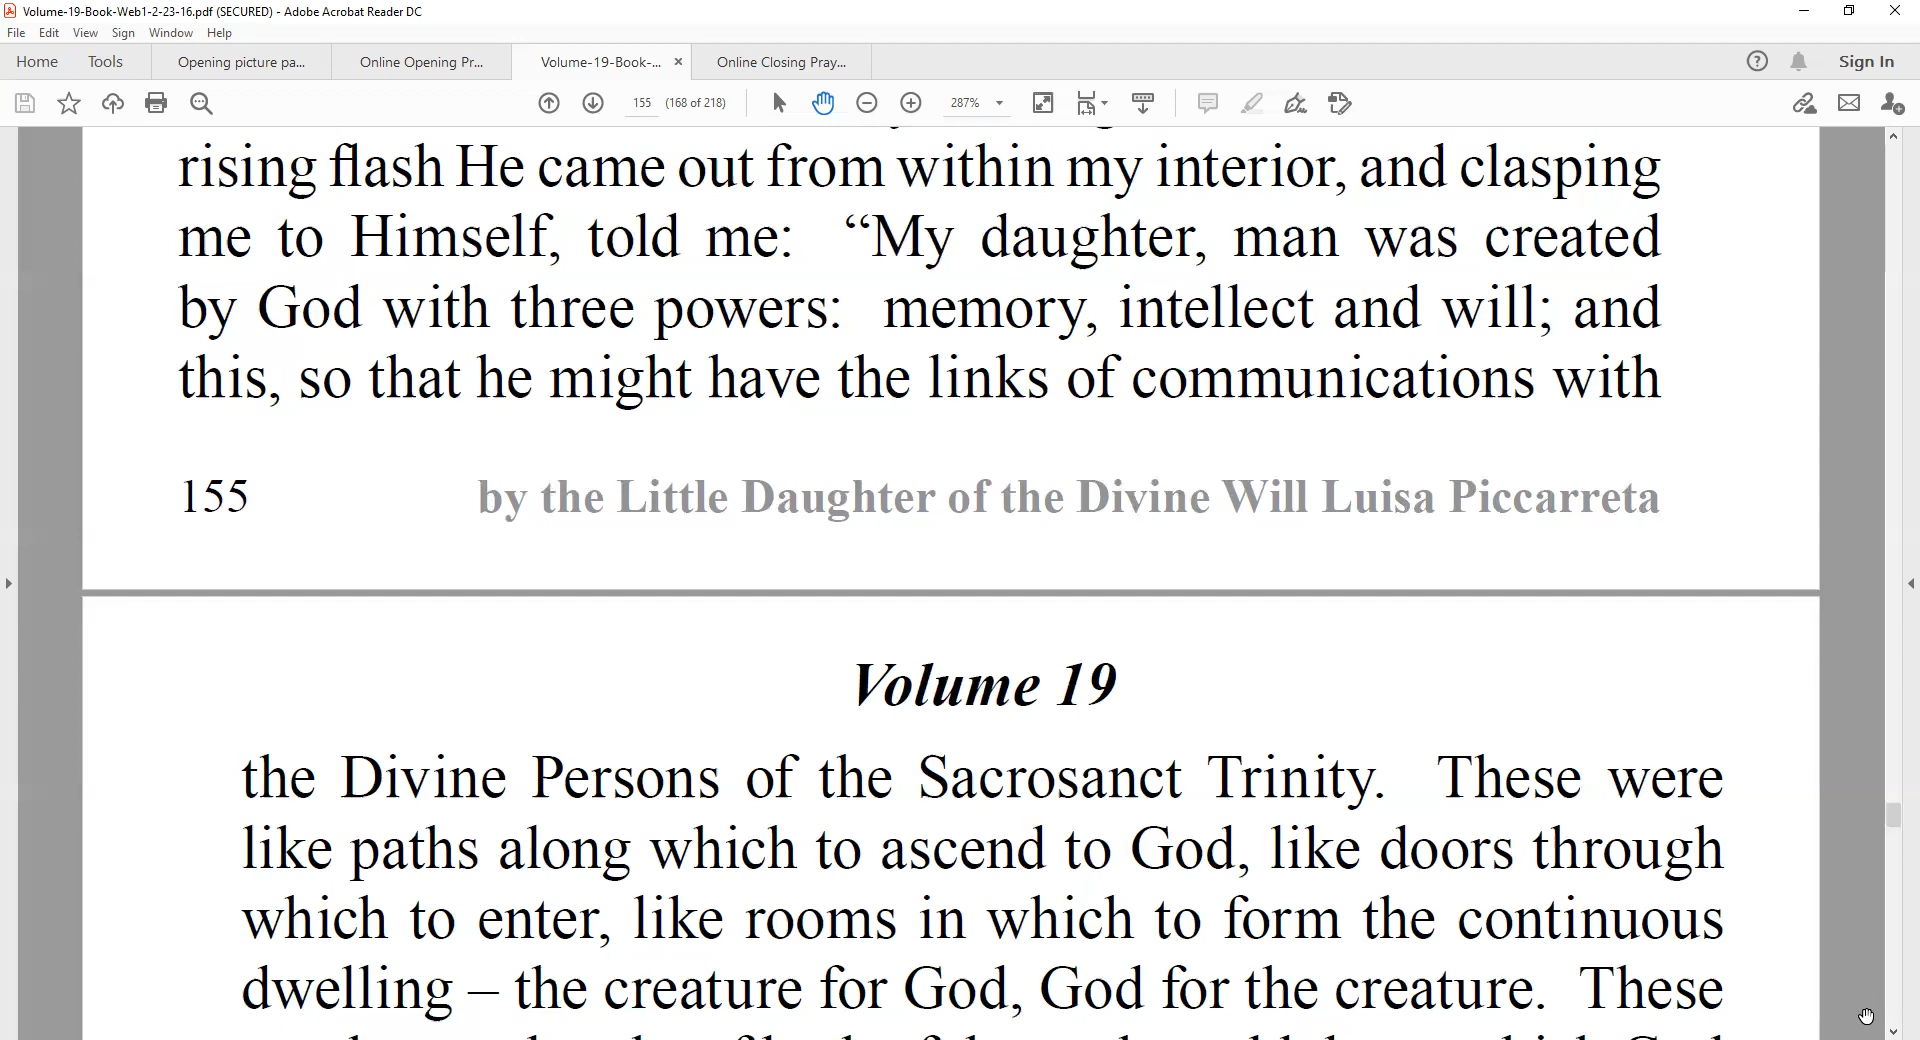 Volume-19-Book-Web1-2-23-16.pdf (SECURED) - Adobe Acrobat Reader DC
File Edit View Sign Window Help
Home Tools Opening picture pa... Online Opening Pr... Volume-19-Book-... Online Closing Pray... Sign In
155 (168 of 218) 287%
rising flash He came out from within my interior, and clasping
me to Himself, told me: “My daughter, man was created
by God with three powers: memory, intellect and will; and
this, so that he might have the links of communications with
155 by the Little Daughter of the Divine Will Luisa Piccarreta
Volume 19
the Divine Persons of the Sacrosanct Trinity. These were
like paths along which to ascend to God, like doors through
which to enter, like rooms in which to form the continuous
dwelling – the creature for God, God for the creature. These